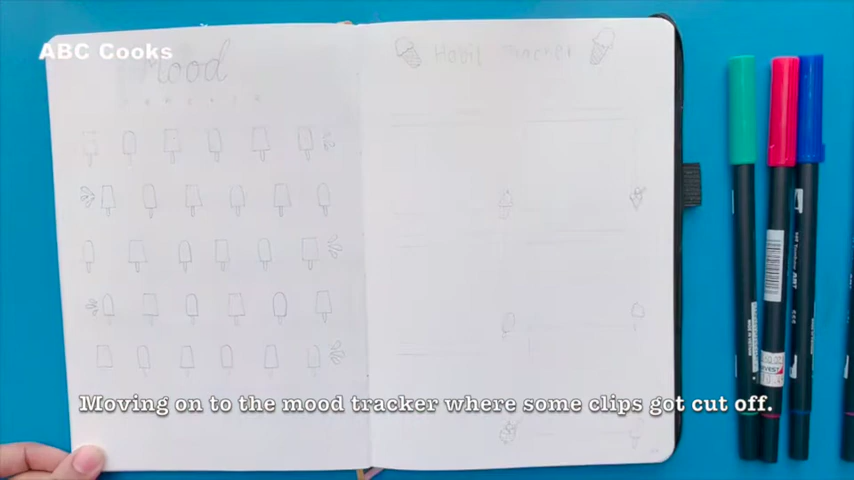 ABC Cooks
Mood
Habit Tracker
Moving on to the mood tracker where some clips got cut off.